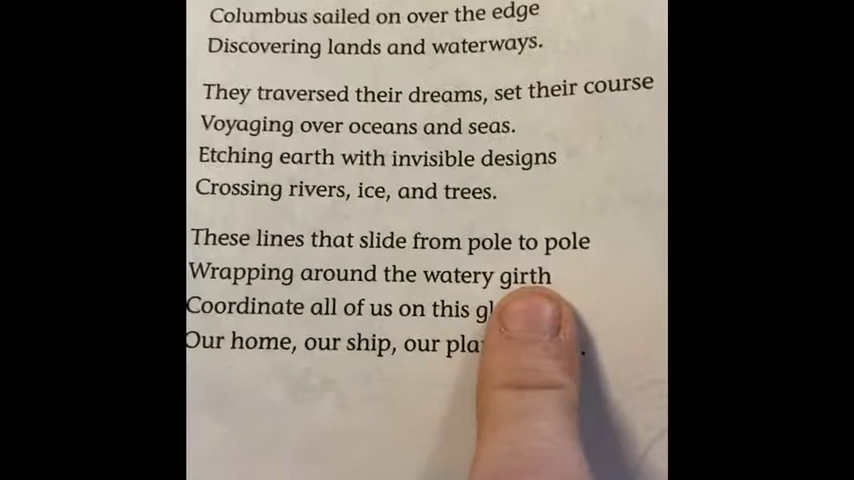 Columbus sailed on over the edge
Discovering lands and waterways.
They traversed their dreams, set their course
Voyaging over oceans and seas.
Etching earth with invisible designs
Crossing rivers, ice, and trees.
These lines that slide from pole to pole
Wrapping around the watery girth
Coordinate all of us on this
Our home, our ship, our